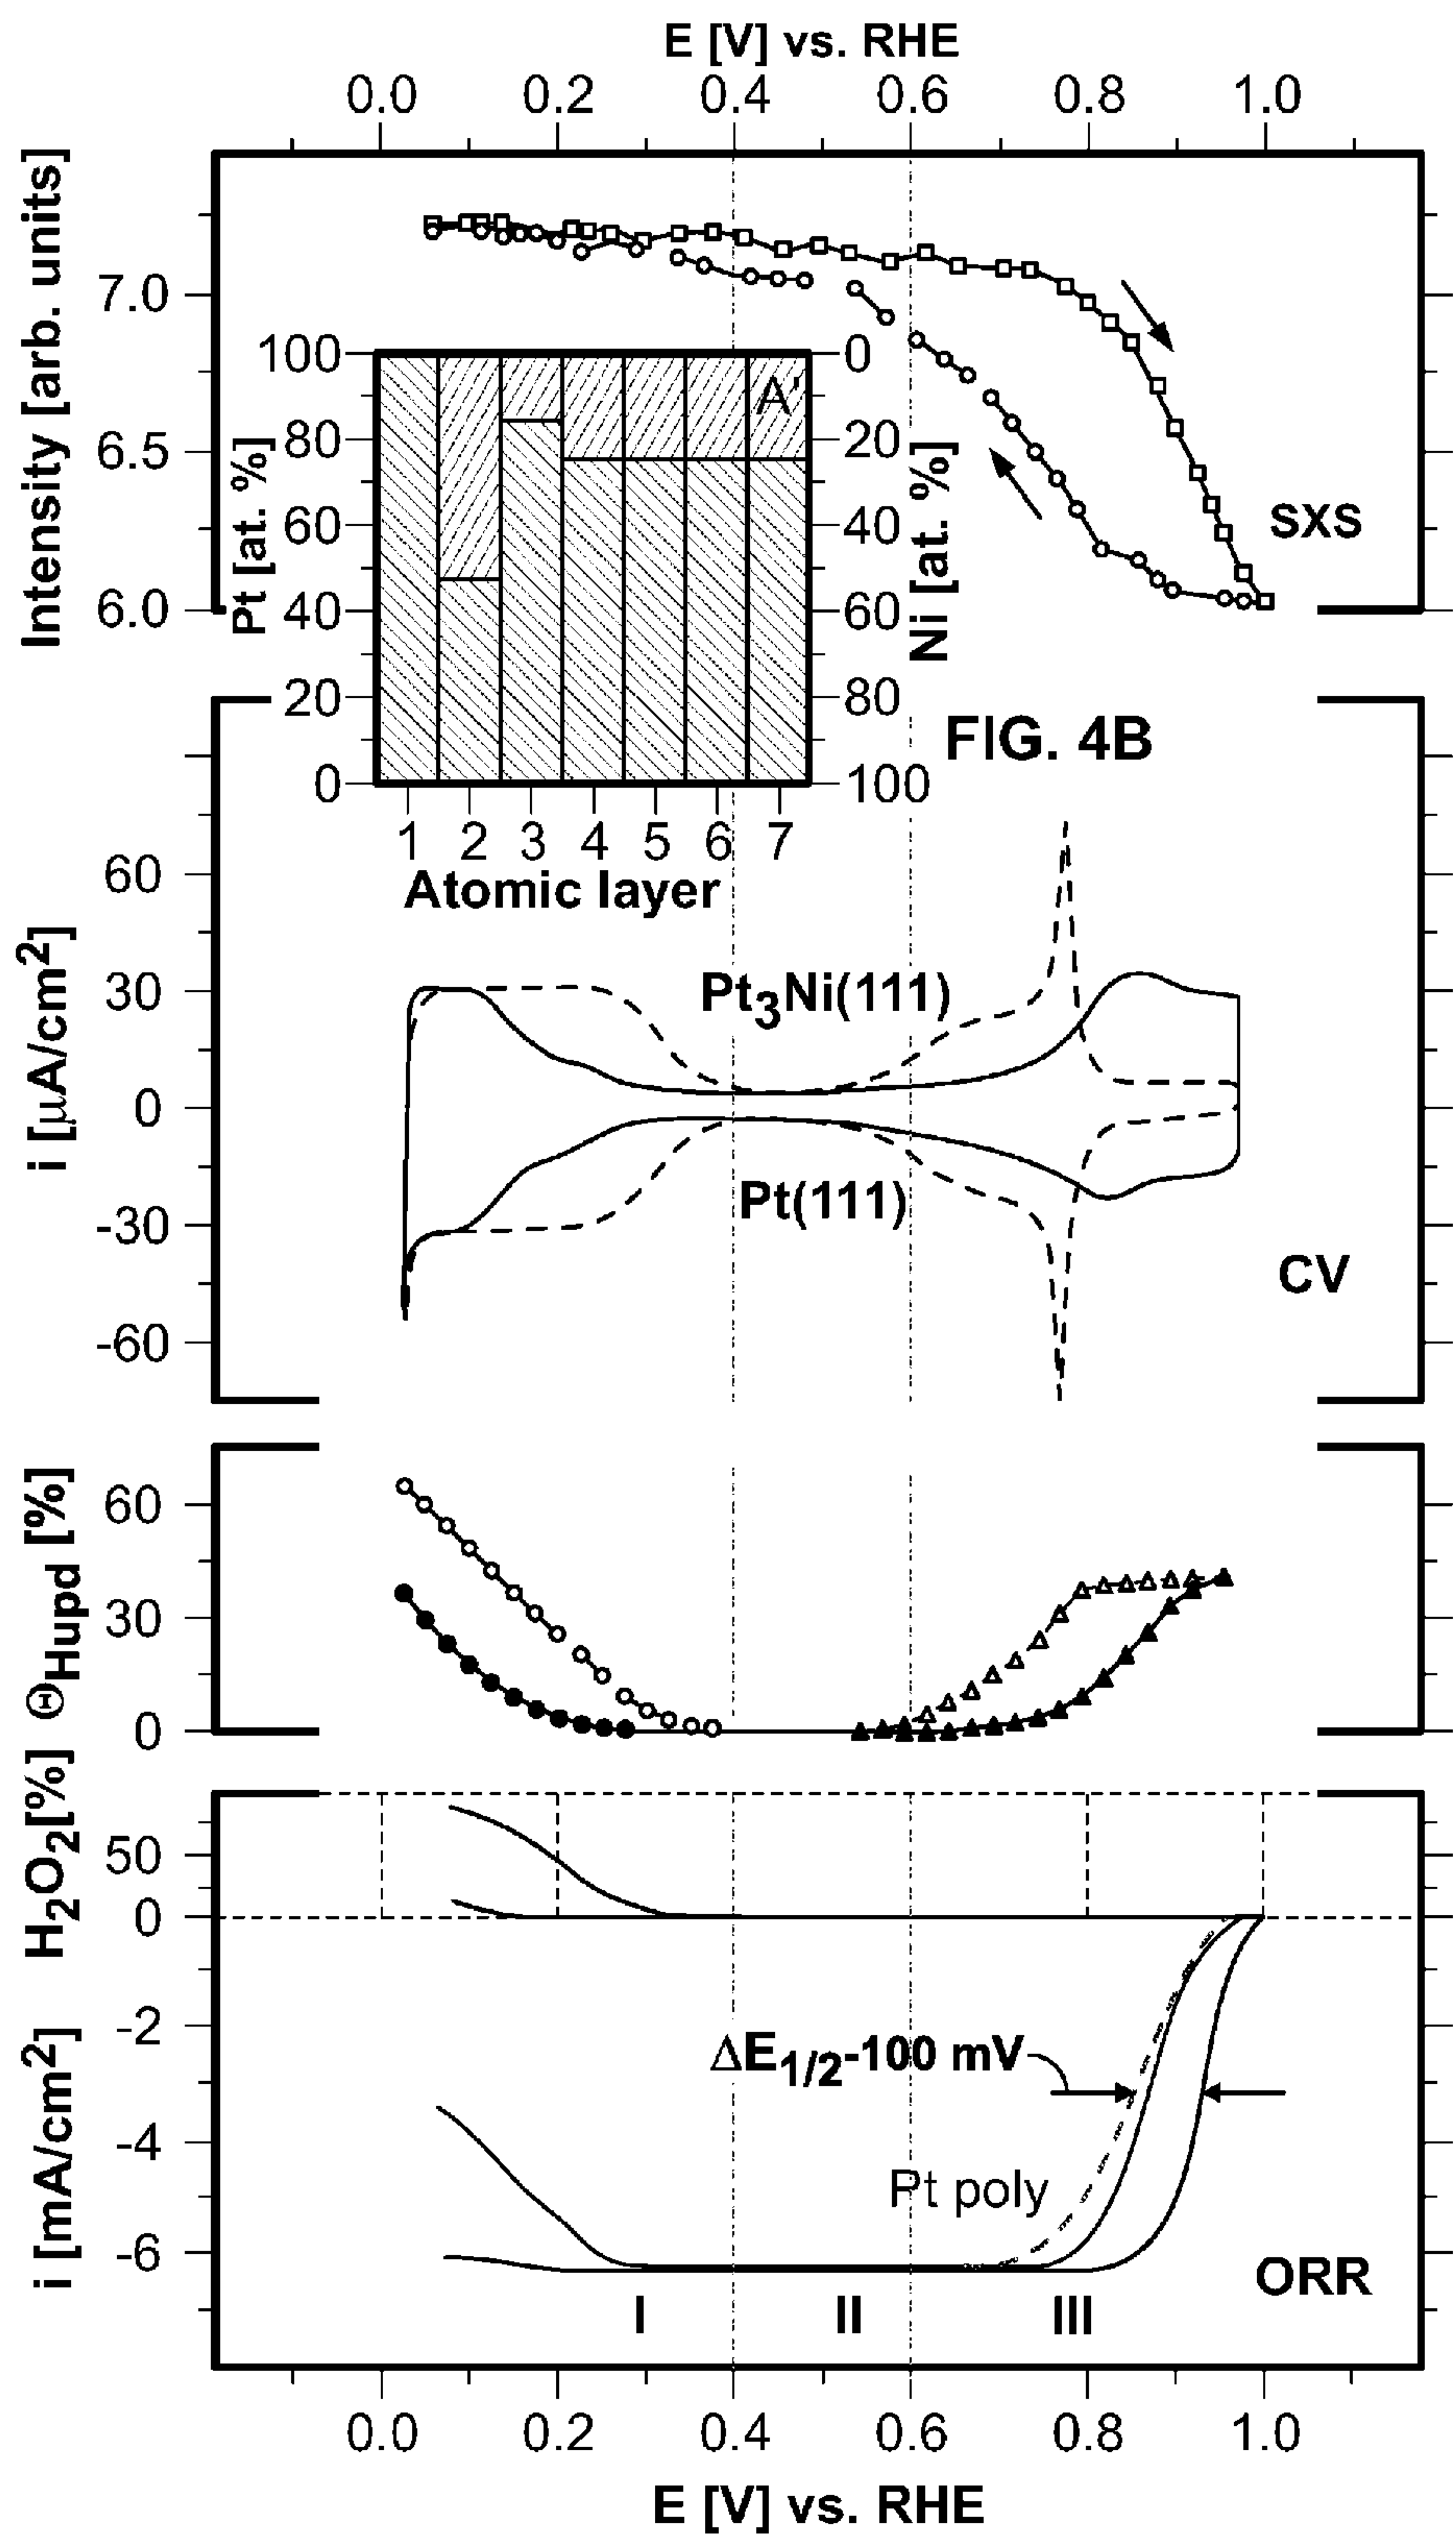 E [V] vs. RHE
0.0 0.2 0.4 0.6 0.8 1.0
Intensity [arb. units]
7.0
6.5
6.0
SXS
100 0
80 20
60 40
40 60
20 80
0 100
Pt [at. %]
Ni [at. %]
A'
1 2 3 4 5 6 7
Atomic layer
FIG. 4B
i [μA/cm²]
60
30
0
-30
-60
Pt₃Ni(111)
Pt(111)
CV
ΘHupd [%]
60
30
0
H₂O₂[%]
50
0
i [mA/cm²]
-2
-4
-6
ΔE1/2-100 mV
Pt poly
ORR
I II III
0.0 0.2 0.4 0.6 0.8 1.0
E [V] vs. RHE